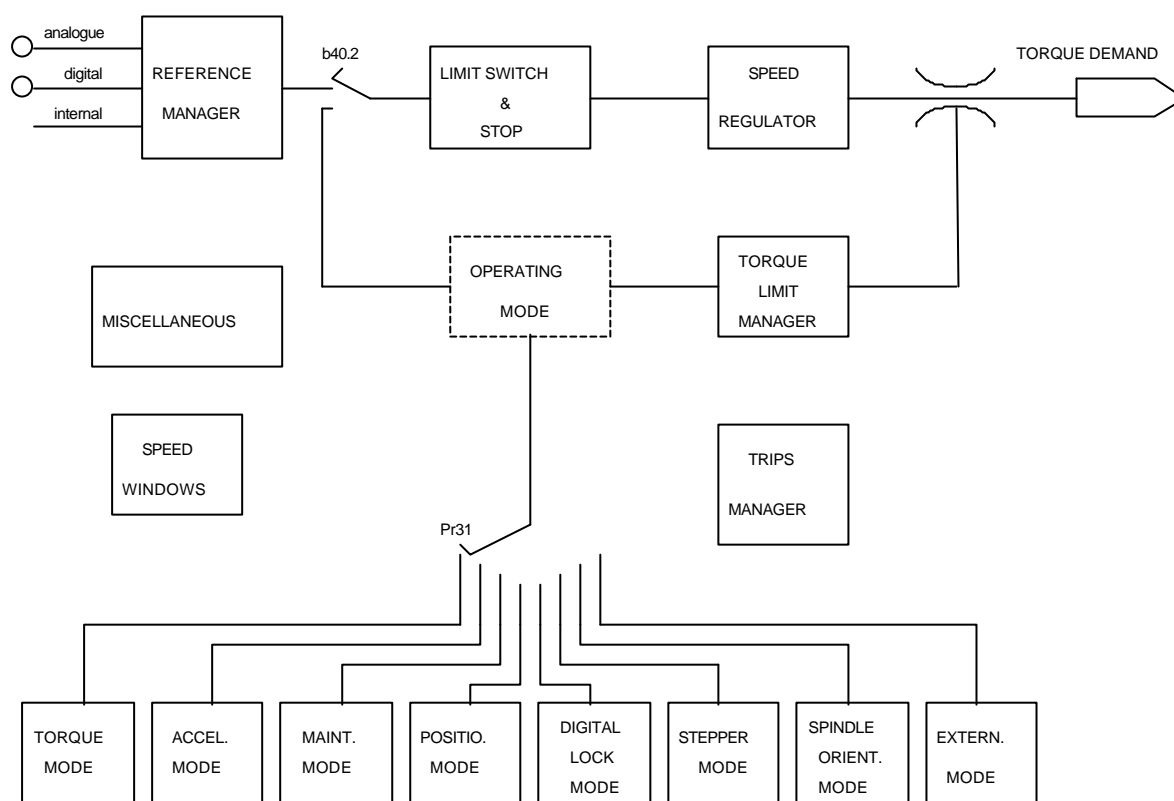 analogue
digital
internal
REFERENCE
MANAGER
b40.2
LIMIT SWITCH
&
STOP
SPEED
REGULATOR
TORQUE DEMAND
OPERATING
MODE
TORQUE
LIMIT
MANAGER
MISCELLANEOUS
SPEED
WINDOWS
TRIPS
MANAGER
Pr31
TORQUE
MODE
ACCEL.
MODE
MAINT.
MODE
POSITIO.
MODE
DIGITAL
LOCK
MODE
STEPPER
MODE
SPINDLE
ORIENT.
MODE
EXTERN.
MODE